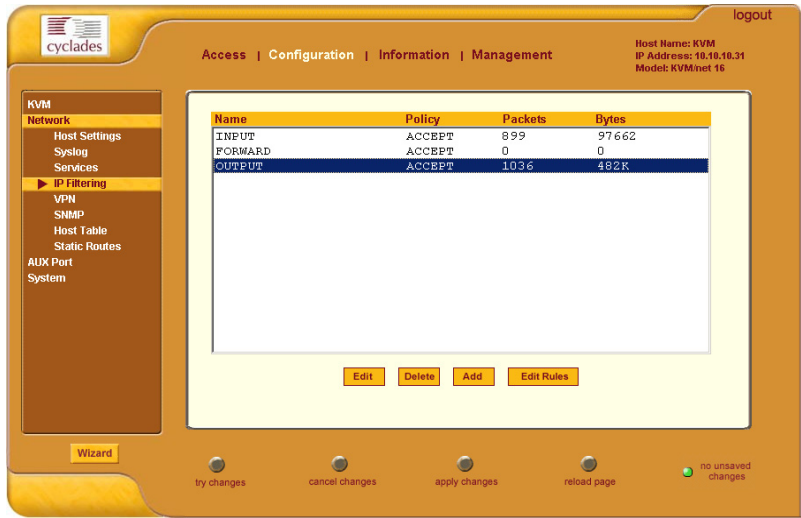 logout
cyclades
Access | Configuration | Information | Management
Host Name: KVM
IP Address: 10.10.10.31
Model: KVM/net 16
KVM
Network
Host Settings
Syslog
Services
IP Filtering
VPN
SNMP
Host Table
Static Routes
AUX Port
System
Name Policy Packets Bytes
INPUT ACCEPT 899 97662
FORWARD ACCEPT 0 0
OUTPUT ACCEPT 1036 482K
Edit Delete Add Edit Rules
Wizard
try changes
cancel changes
apply changes
reload page
no unsaved
changes